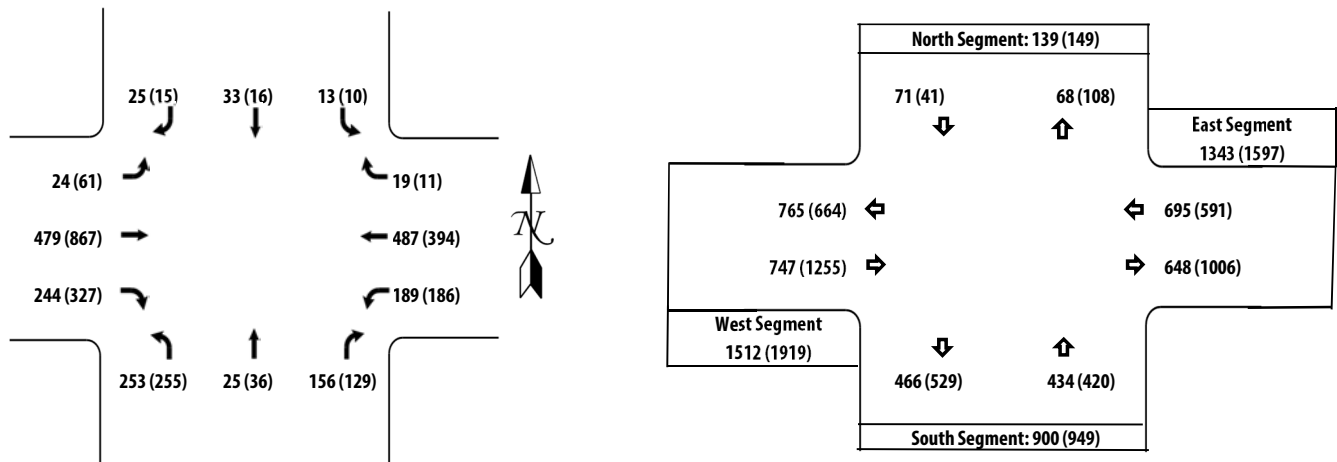 25 (15) 33 (16) 13 (10)
24 (61) 19 (11)
479 (867) 487 (394)
244 (327) 189 (186)
253 (255) 25 (36) 156 (129)
N
North Segment: 139 (149)
71 (41) 68 (108)
East Segment
1343 (1597)
765 (664) 695 (591)
747 (1255) 648 (1006)
West Segment
1512 (1919)
466 (529) 434 (420)
South Segment: 900 (949)